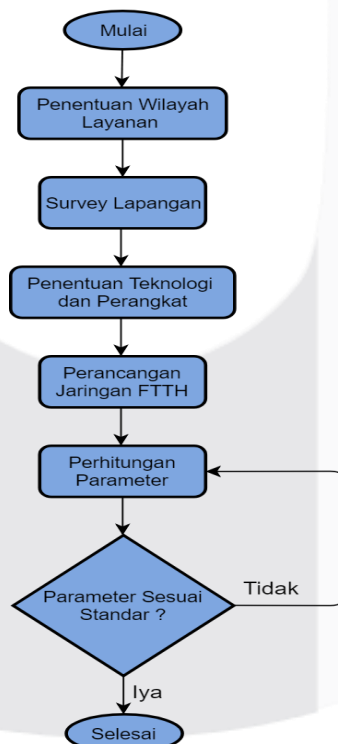 Mulai
Penentuan Wilayah
Layanan
Survey Lapangan
Penentuan Teknologi
dan Perangkat
Perancangan
Jaringan FTTH
Perhitungan
Parameter
Parameter Sesuai
Standar ?
Tidak
Iya
Selesai